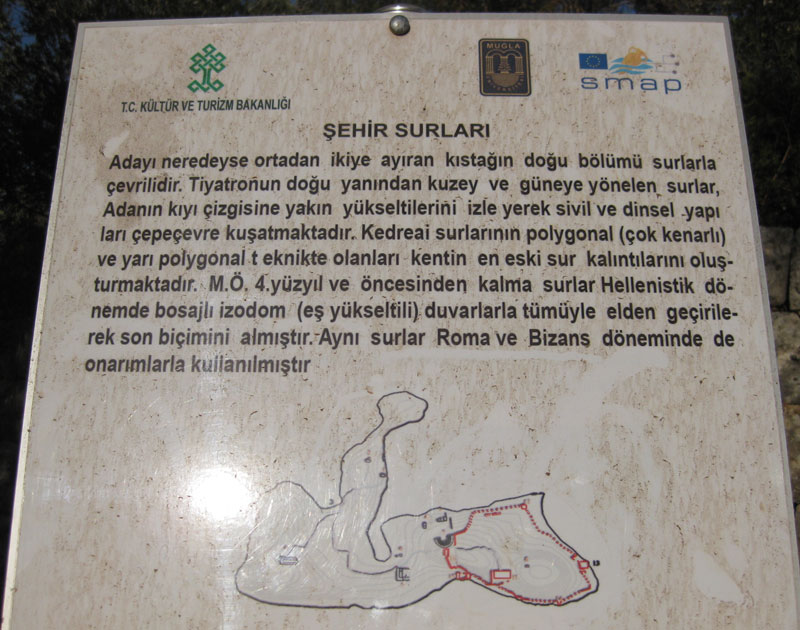 MUĞLA
smap
T.C. KÜLTÜR VE TURİZM BAKANLIĞI
ŞEHİR SURLARI
Adayı neredeyse ortadan ikiye ayıran kıstağın doğu bölümü surlarla
çevrilidir. Tiyatronun doğu yanından kuzey ve güneye yönelen surlar,
Adanın kıyı çizgisine yakın yükseltilerini izle yerek sivil ve dinsel yapı
ları çepeçevre kuşatmaktadır. Kedreai surlarının polygonal (çok kenarlı)
ve yarı polygonal t eknikte olanları kentin en eski sur kalıntılarını oluş-
turmaktadır. M.Ö. 4.yüzyıl ve öncesinden kalma surlar Hellenistik dö-
nemde bosajlı izodom (eş yükseltili) duvarlarla tümüyle elden geçirile-
rek son biçimini almıştır. Aynı surlar Roma ve Bizans döneminde de
onarımlarla kullanılmıştır
13